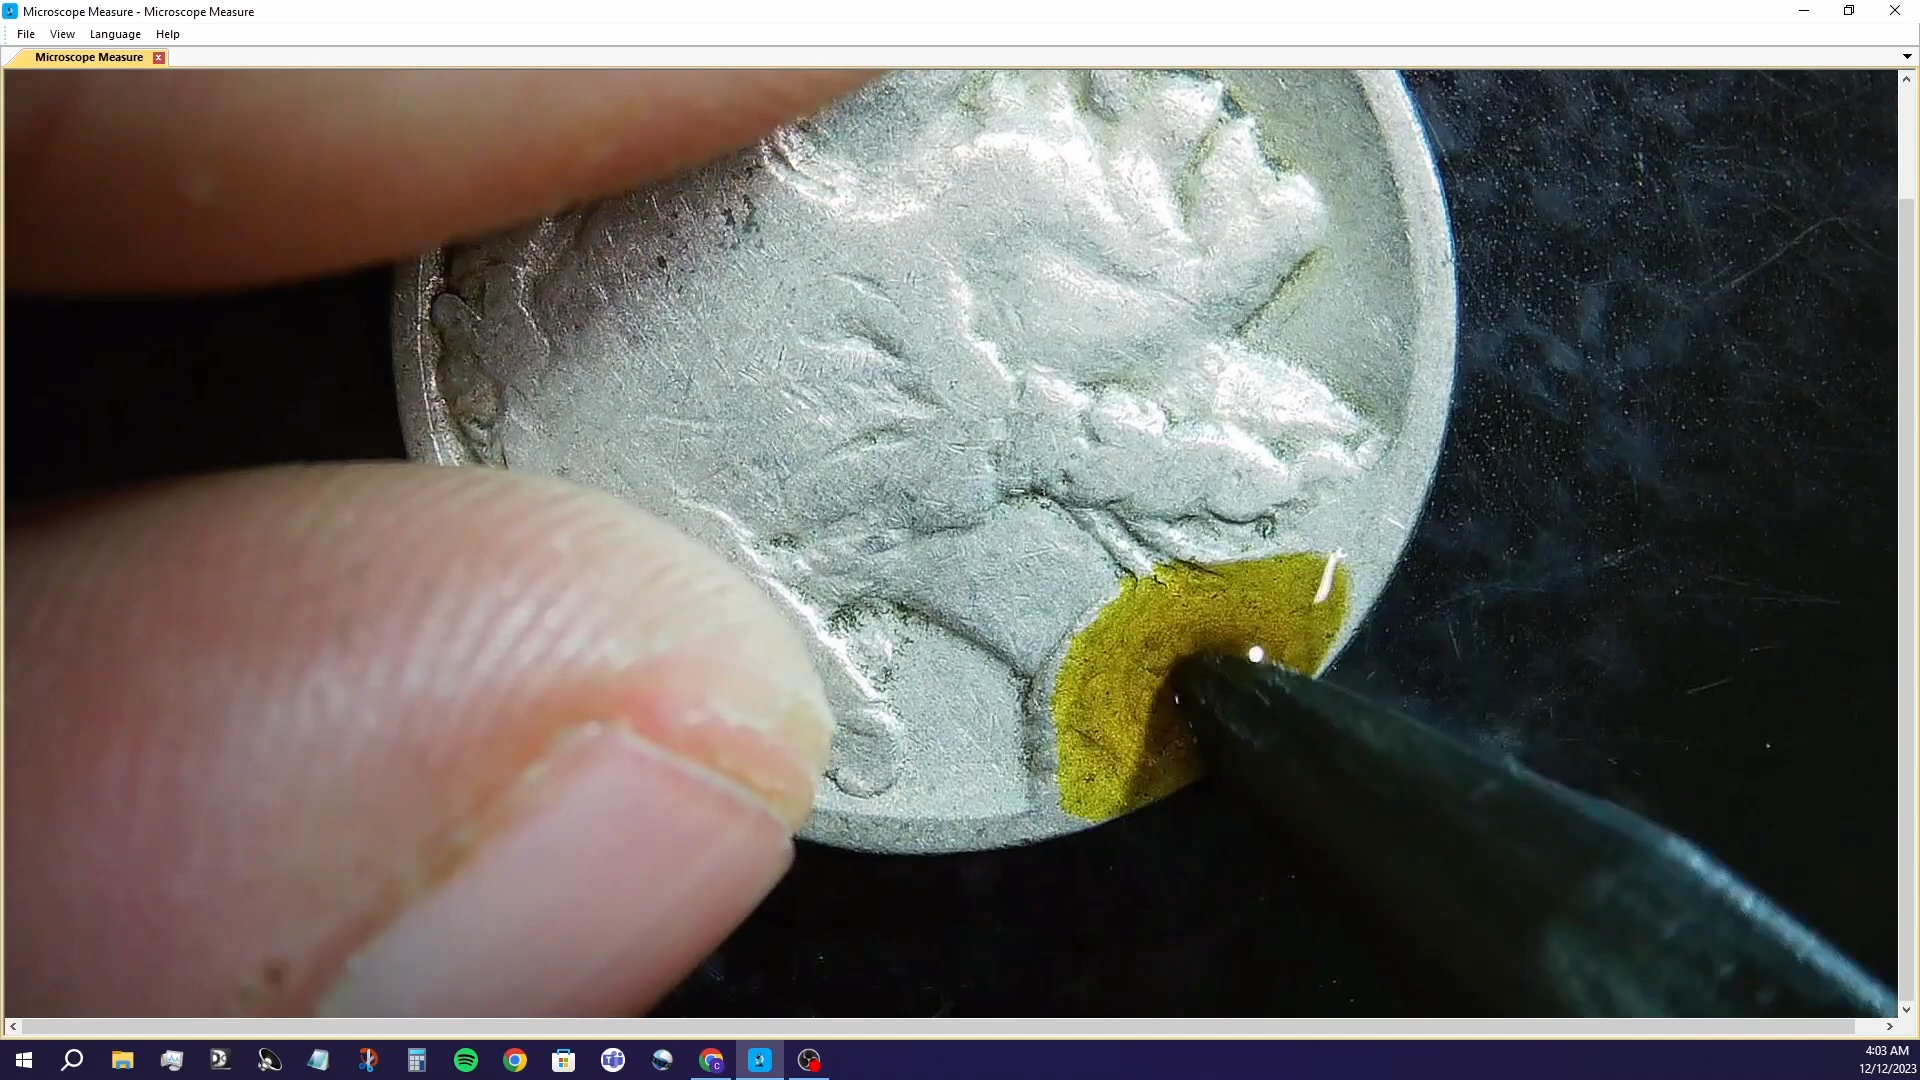 Microscope Measure - Microscope Measure
File View Language Help
Microscope Measure
4:03 AM
12/12/2023